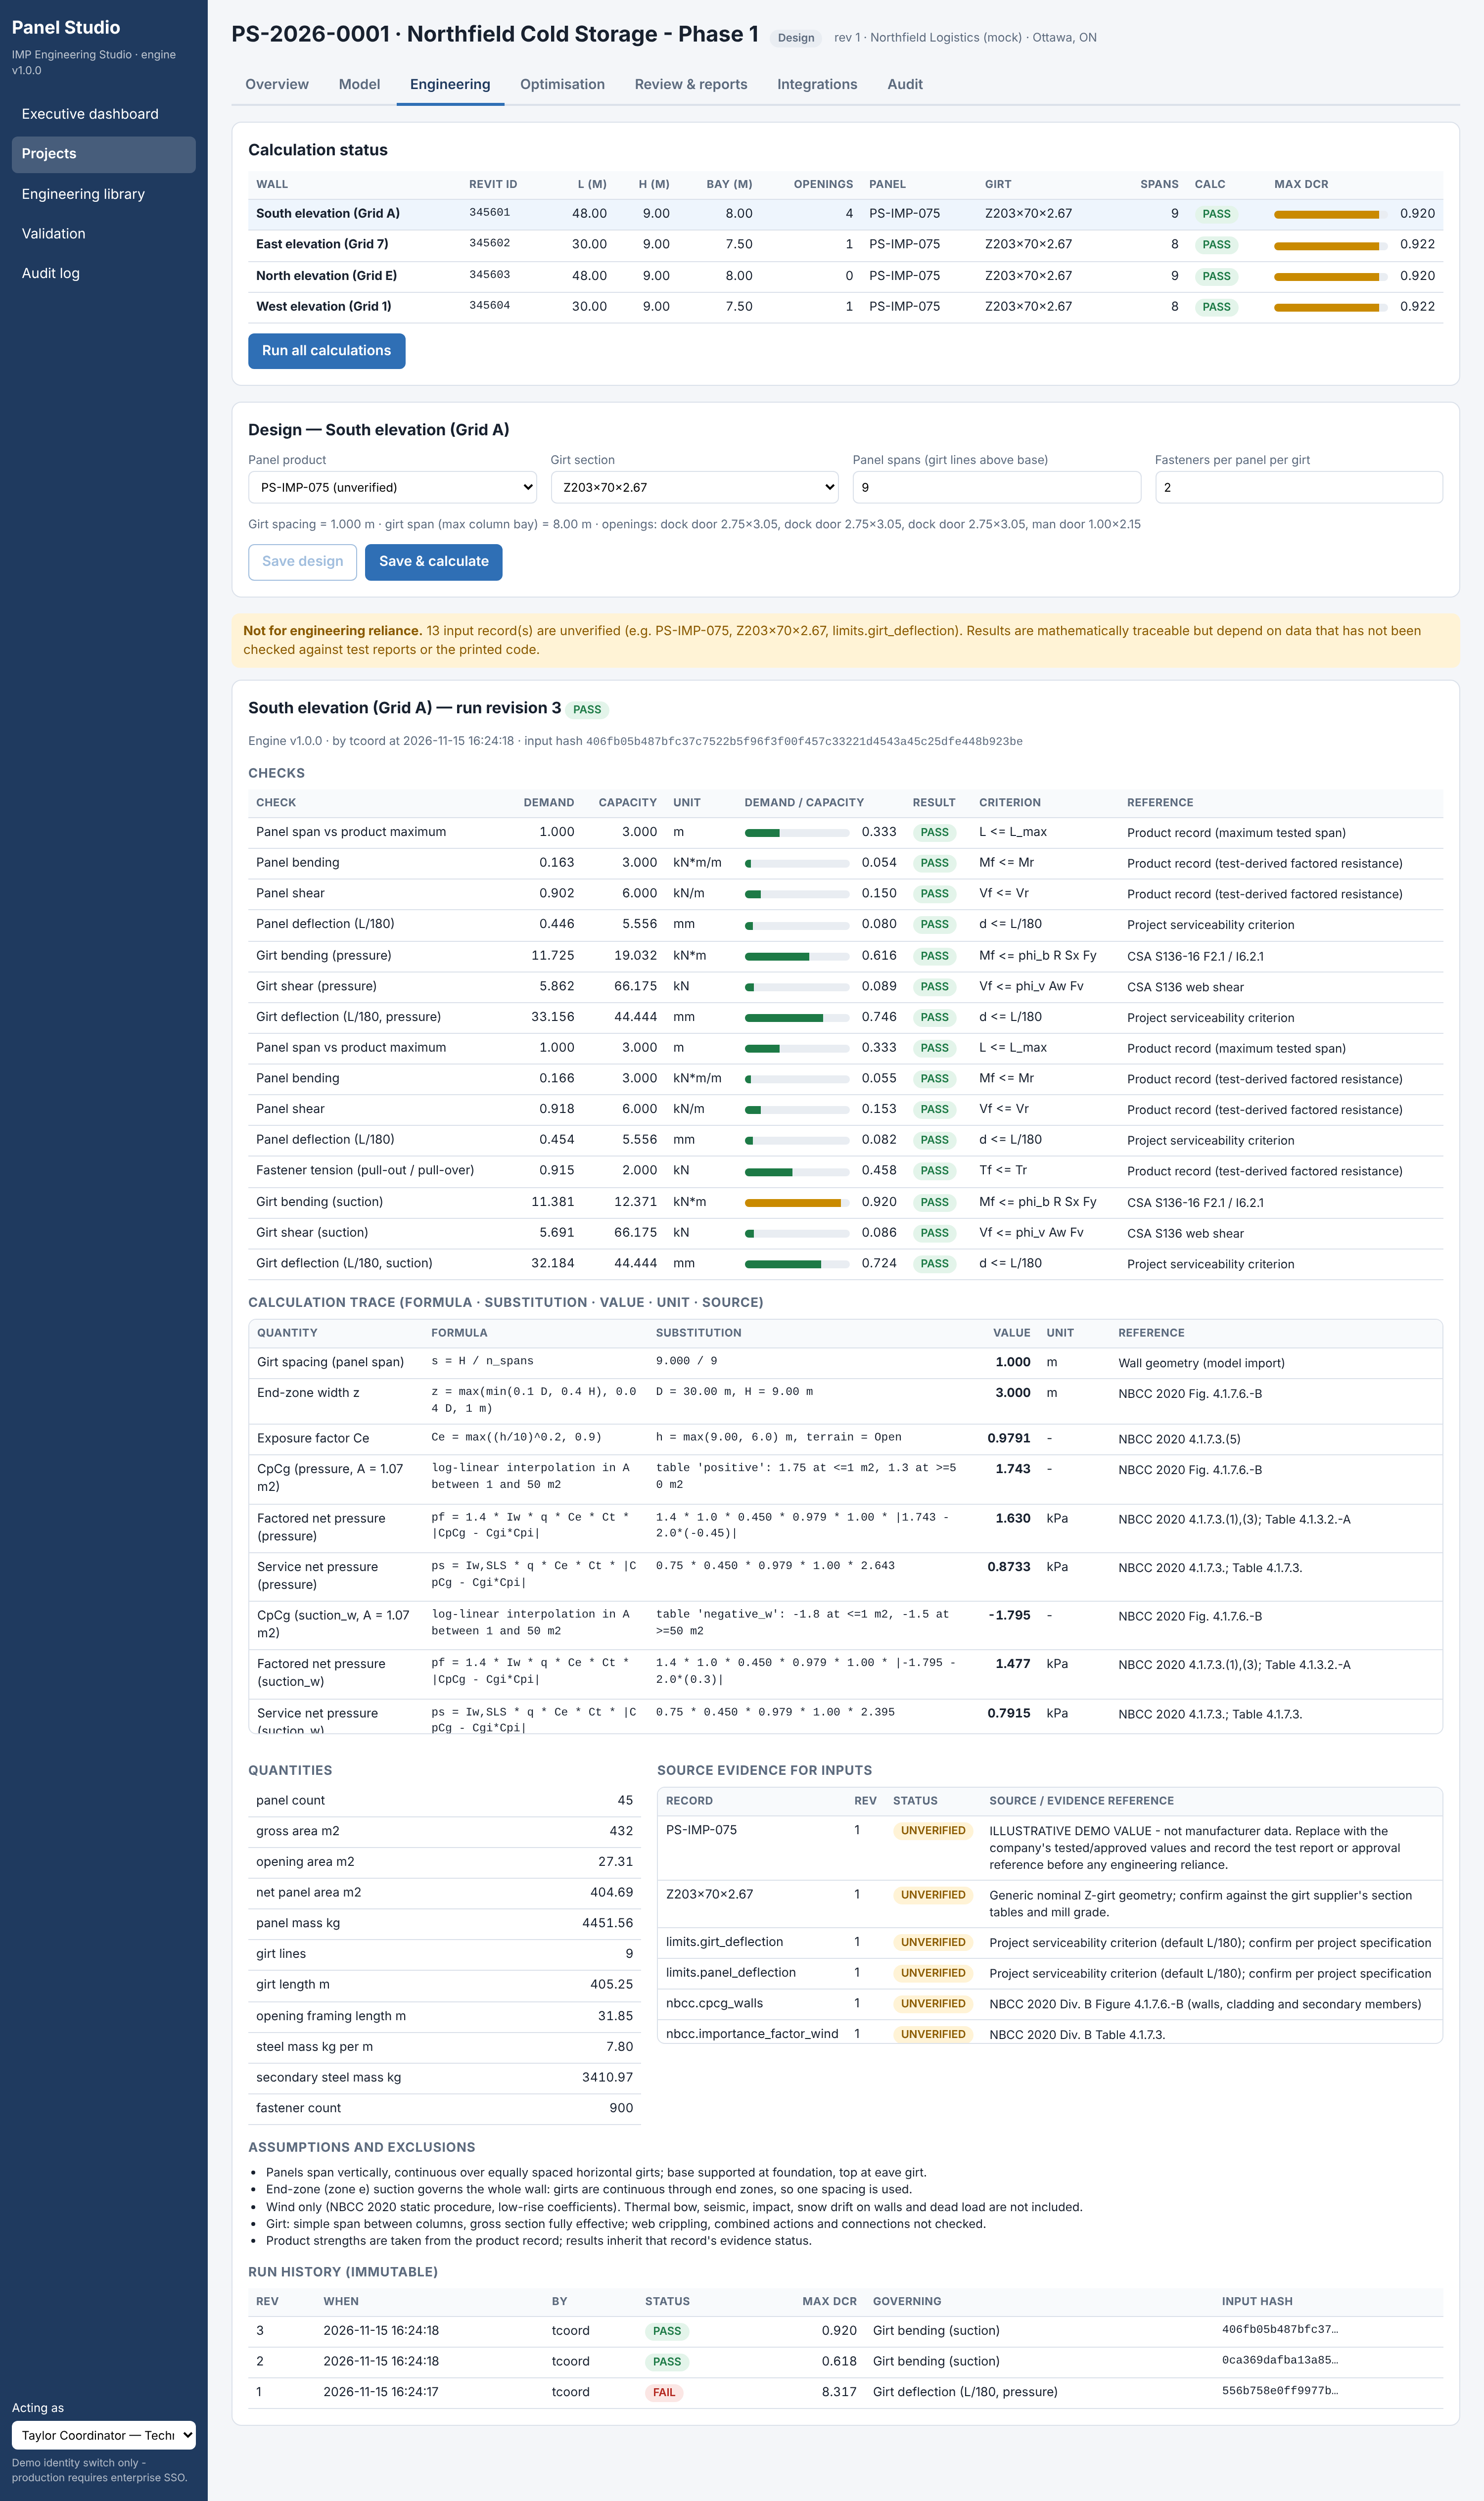 Panel Studio
IMP Engineering Studio · engine
v1.0.0
Executive dashboard
Projects
Engineering library
Validation
Audit log
PS-2026-0001 · Northfield Cold Storage - Phase 1 Design rev 1 · Northfield Logistics (mock) · Ottawa, ON
Overview Model Engineering Optimisation Review & reports Integrations Audit
Calculation status
WALL REVIT ID L (M) H (M) BAY (M) OPENINGS PANEL GIRT SPANS CALC MAX DCR
South elevation (Grid A) 345601 48.00 9.00 8.00 4 PS-IMP-075 Z203×70×2.67 9 PASS 0.920
East elevation (Grid 7) 345602 30.00 9.00 7.50 1 PS-IMP-075 Z203×70×2.67 8 PASS 0.922
North elevation (Grid E) 345603 48.00 9.00 8.00 0 PS-IMP-075 Z203×70×2.67 9 PASS 0.920
West elevation (Grid 1) 345604 30.00 9.00 7.50 1 PS-IMP-075 Z203×70×2.67 8 PASS 0.922
Run all calculations
Design — South elevation (Grid A)
Panel product Girt section Panel spans (girt lines above base) Fasteners per panel per girt
PS-IMP-075 (unverified) Z203×70×2.67 9 2
Girt spacing = 1.000 m · girt span (max column bay) = 8.00 m · openings: dock door 2.75×3.05, dock door 2.75×3.05, dock door 2.75×3.05, man door 1.00×2.15
Save design Save & calculate
Not for engineering reliance. 13 input record(s) are unverified (e.g. PS-IMP-075, Z203×70×2.67, limits.girt_deflection). Results are mathematically traceable but depend on data that has not been
checked against test reports or the printed code.
South elevation (Grid A) — run revision 3 PASS
Engine v1.0.0 · by tcoord at 2026-11-15 16:24:18 · input hash 406fb05b487bfc37c7522b5f96f3f00f457c33221d4543a45c25dfe448b923be
CHECKS
CHECK DEMAND CAPACITY UNIT DEMAND / CAPACITY RESULT CRITERION REFERENCE
Panel span vs product maximum 1.000 3.000 m 0.333 PASS L <= L_max Product record (maximum tested span)
Panel bending 0.163 3.000 kN*m/m 0.054 PASS Mf <= Mr Product record (test-derived factored resistance)
Panel shear 0.902 6.000 kN/m 0.150 PASS Vf <= Vr Product record (test-derived factored resistance)
Panel deflection (L/180) 0.446 5.556 mm 0.080 PASS d <= L/180 Project serviceability criterion
Girt bending (pressure) 11.725 19.032 kN*m 0.616 PASS Mf <= phi_b R Sx Fy CSA S136-16 F2.1 / I6.2.1
Girt shear (pressure) 5.862 66.175 kN 0.089 PASS Vf <= phi_v Aw Fv CSA S136 web shear
Girt deflection (L/180, pressure) 33.156 44.444 mm 0.746 PASS d <= L/180 Project serviceability criterion
Panel span vs product maximum 1.000 3.000 m 0.333 PASS L <= L_max Product record (maximum tested span)
Panel bending 0.166 3.000 kN*m/m 0.055 PASS Mf <= Mr Product record (test-derived factored resistance)
Panel shear 0.918 6.000 kN/m 0.153 PASS Vf <= Vr Product record (test-derived factored resistance)
Panel deflection (L/180) 0.454 5.556 mm 0.082 PASS d <= L/180 Project serviceability criterion
Fastener tension (pull-out / pull-over) 0.915 2.000 kN 0.458 PASS Tf <= Tr Product record (test-derived factored resistance)
Girt bending (suction) 11.381 12.371 kN*m 0.920 PASS Mf <= phi_b R Sx Fy CSA S136-16 F2.1 / I6.2.1
Girt shear (suction) 5.691 66.175 kN 0.086 PASS Vf <= phi_v Aw Fv CSA S136 web shear
Girt deflection (L/180, suction) 32.184 44.444 mm 0.724 PASS d <= L/180 Project serviceability criterion
CALCULATION TRACE (FORMULA · SUBSTITUTION · VALUE · UNIT · SOURCE)
QUANTITY FORMULA SUBSTITUTION VALUE UNIT REFERENCE
Girt spacing (panel span) s = H / n_spans 9.000 / 9 1.000 m Wall geometry (model import)
End-zone width z z = max(min(0.1 D, 0.4 H), 0.0 D = 30.00 m, H = 9.00 m 3.000 m NBCC 2020 Fig. 4.1.7.6.-B
4 D, 1 m)
Exposure factor Ce Ce = max((h/10)^0.2, 0.9) h = max(9.00, 6.0) m, terrain = Open 0.9791 - NBCC 2020 4.1.7.3.(5)
CpCg (pressure, A = 1.07 log-linear interpolation in A table 'positive': 1.75 at <=1 m2, 1.3 at >=5 1.743 - NBCC 2020 Fig. 4.1.7.6.-B
m2) between 1 and 50 m2 0 m2
Factored net pressure pf = 1.4 * Iw * q * Ce * Ct * 1.4 * 1.0 * 0.450 * 0.979 * 1.00 * |1.743 - 1.630 kPa NBCC 2020 4.1.7.3.(1),(3); Table 4.1.3.2.-A
(pressure) |CpCg - Cgi*Cpi| 2.0*(-0.45)|
Service net pressure ps = Iw,SLS * q * Ce * Ct * |C 0.75 * 0.450 * 0.979 * 1.00 * 2.643 0.8733 kPa NBCC 2020 4.1.7.3.; Table 4.1.7.3.
(pressure) pCg - Cgi*Cpi|
CpCg (suction_w, A = 1.07 log-linear interpolation in A table 'negative_w': -1.8 at <=1 m2, -1.5 at -1.795 - NBCC 2020 Fig. 4.1.7.6.-B
m2) between 1 and 50 m2 >=50 m2
Factored net pressure pf = 1.4 * Iw * q * Ce * Ct * 1.4 * 1.0 * 0.450 * 0.979 * 1.00 * |-1.795 - 1.477 kPa NBCC 2020 4.1.7.3.(1),(3); Table 4.1.3.2.-A
(suction_w) |CpCg - Cgi*Cpi| 2.0*(0.3)|
Service net pressure ps = Iw,SLS * q * Ce * Ct * |C 0.75 * 0.450 * 0.979 * 1.00 * 2.395 0.7915 kPa NBCC 2020 4.1.7.3.; Table 4.1.7.3.
(suction_w) pCg - Cgi*Cpi|
QUANTITIES
panel count 45
gross area m2 432
opening area m2 27.31
net panel area m2 404.69
panel mass kg 4451.56
girt lines 9
girt length m 405.25
opening framing length m 31.85
steel mass kg per m 7.80
secondary steel mass kg 3410.97
fastener count 900
SOURCE EVIDENCE FOR INPUTS
RECORD REV STATUS SOURCE / EVIDENCE REFERENCE
PS-IMP-075 1 UNVERIFIED ILLUSTRATIVE DEMO VALUE - not manufacturer data. Replace with the
company's tested/approved values and record the test report or approval
reference before any engineering reliance.
Z203×70×2.67 1 UNVERIFIED Generic nominal Z-girt geometry; confirm against the girt supplier's section
tables and mill grade.
limits.girt_deflection 1 UNVERIFIED Project serviceability criterion (default L/180); confirm per project specification
limits.panel_deflection 1 UNVERIFIED Project serviceability criterion (default L/180); confirm per project specification
nbcc.cpcg_walls 1 UNVERIFIED NBCC 2020 Div. B Figure 4.1.7.6.-B (walls, cladding and secondary members)
nbcc.importance_factor_wind 1 UNVERIFIED NBCC 2020 Div. B Table 4.1.7.3.
ASSUMPTIONS AND EXCLUSIONS
• Panels span vertically, continuous over equally spaced horizontal girts; base supported at foundation, top at eave girt.
• End-zone (zone e) suction governs the whole wall: girts are continuous through end zones, so one spacing is used.
• Wind only (NBCC 2020 static procedure, low-rise coefficients). Thermal bow, seismic, impact, snow drift on walls and dead load are not included.
• Girt: simple span between columns, gross section fully effective; web crippling, combined actions and connections not checked.
• Product strengths are taken from the product record; results inherit that record's evidence status.
RUN HISTORY (IMMUTABLE)
REV WHEN BY STATUS MAX DCR GOVERNING INPUT HASH
3 2026-11-15 16:24:18 tcoord PASS 0.920 Girt bending (suction) 406fb05b487bfc37…
2 2026-11-15 16:24:18 tcoord PASS 0.618 Girt bending (suction) 0ca369dafba13a85…
1 2026-11-15 16:24:17 tcoord FAIL 8.317 Girt deflection (L/180, pressure) 556b758e0ff9977b…
Acting as
Taylor Coordinator — Techn
Demo identity switch only -
production requires enterprise SSO.